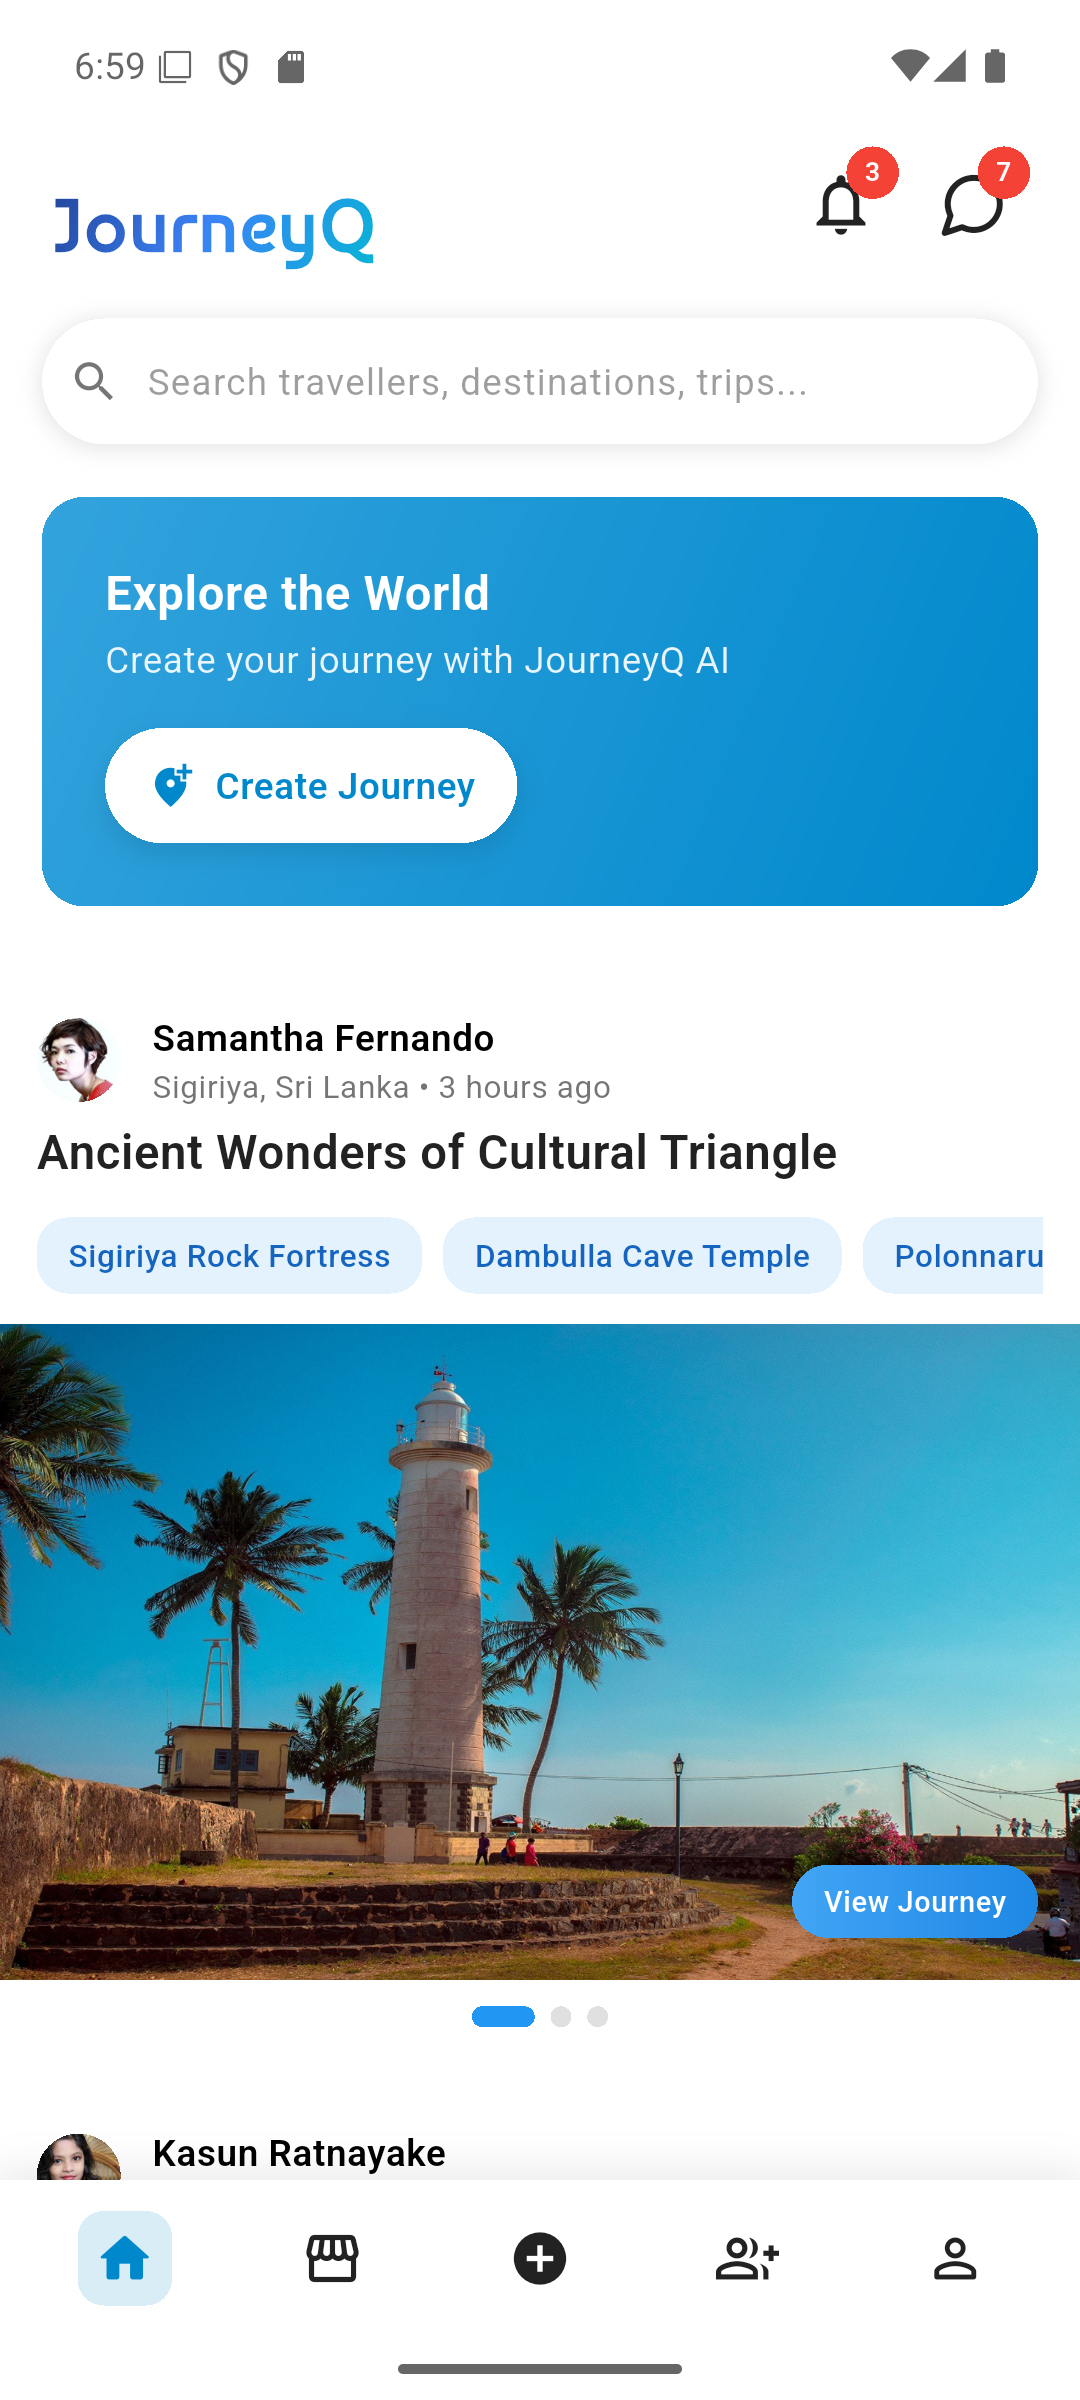 6:59
3
7
JourneyQ
Search travellers, destinations, trips...
Explore the World
Create your journey with JourneyQ AI
Create Journey
Samantha Fernando
Sigiriya, Sri Lanka • 3 hours ago
Ancient Wonders of Cultural Triangle
Sigiriya Rock Fortress
Dambulla Cave Temple
Polonnaru
View Journey
Kasun Ratnayake